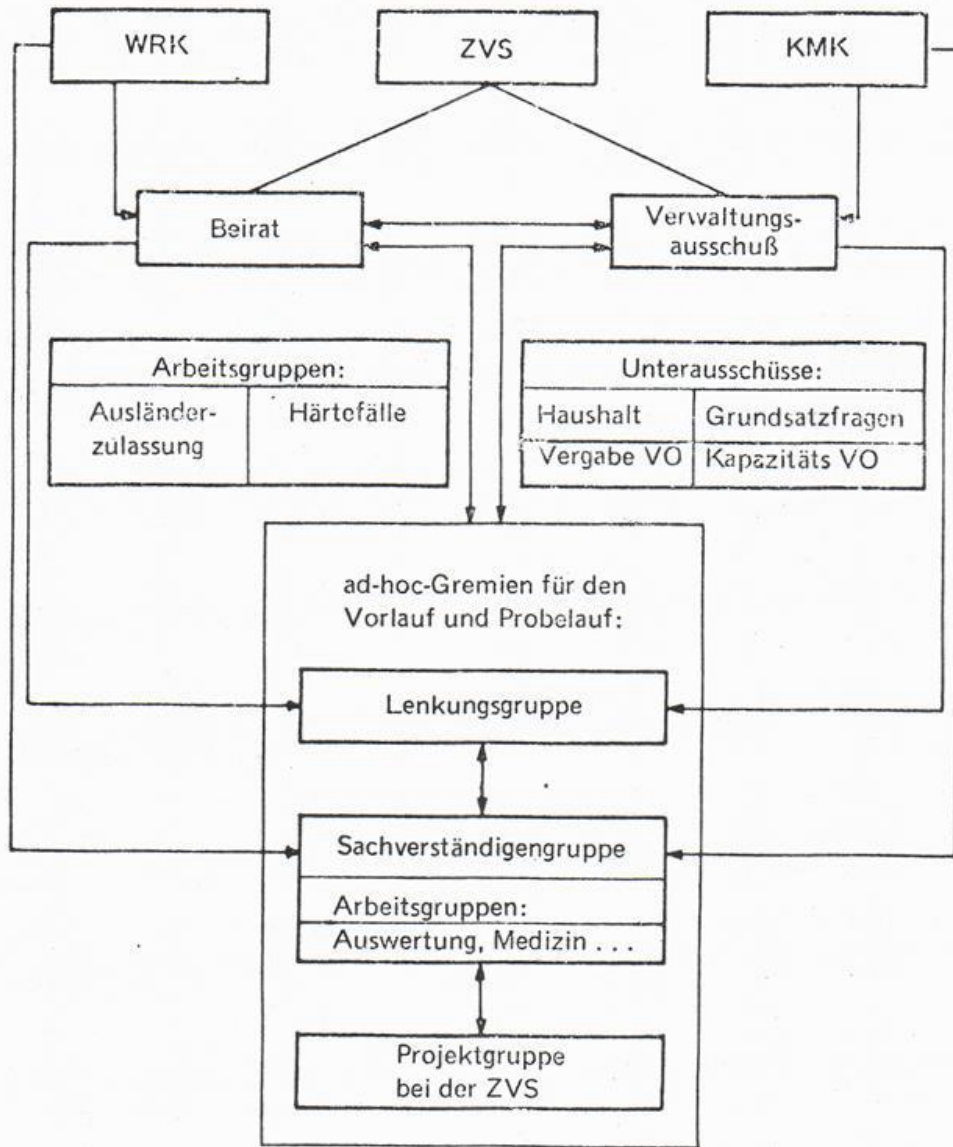 WRK
ZVS
KMK
Beirat
Verwaltungs-
ausschuß
Arbeitsgruppen:
Ausländer-
zulassung
Härtefälle
Unterausschüsse:
Haushalt
Grundsatzfragen
Vergabe VO
Kapazitäts VO
ad-hoc-Gremien für den
Vorlauf und Probelauf:
Lenkungsgruppe
Sachverständigengruppe
Arbeitsgruppen:
Auswertung, Medizin . . .
Projektgruppe
bei der ZVS